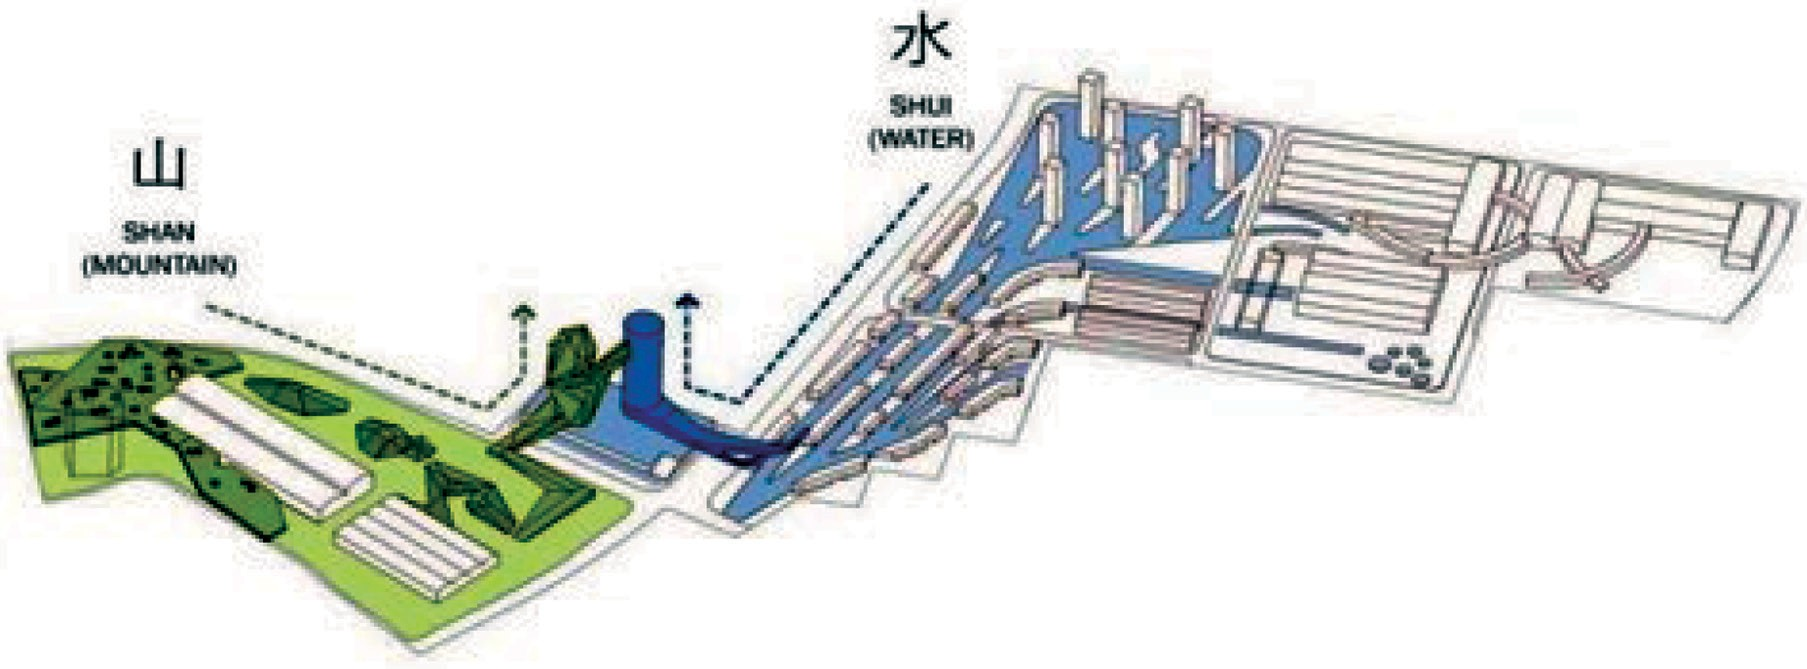 山
SHAN
(MOUNTAIN)
水
SHUI
(WATER)